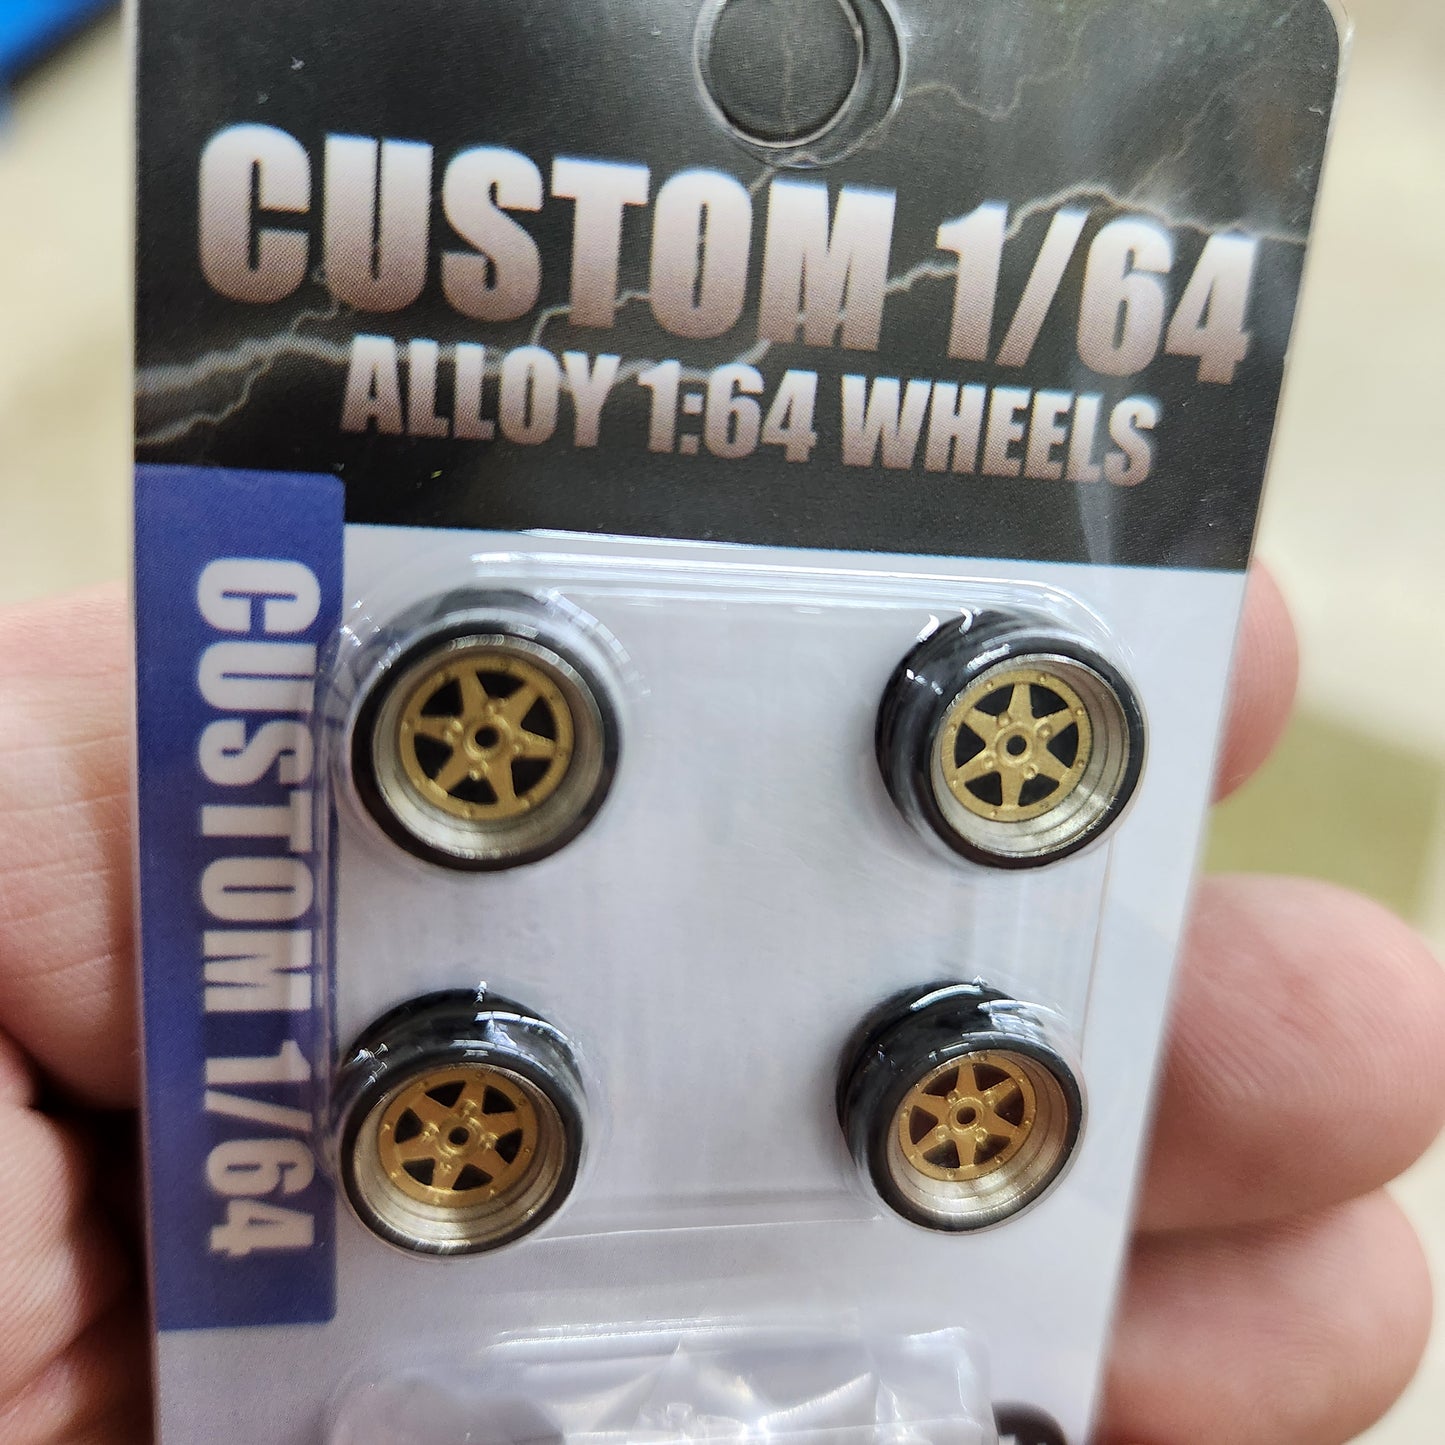 CUSTOM 1/64
ALLOY 1:64 WHEELS
CUSTOM 1/64